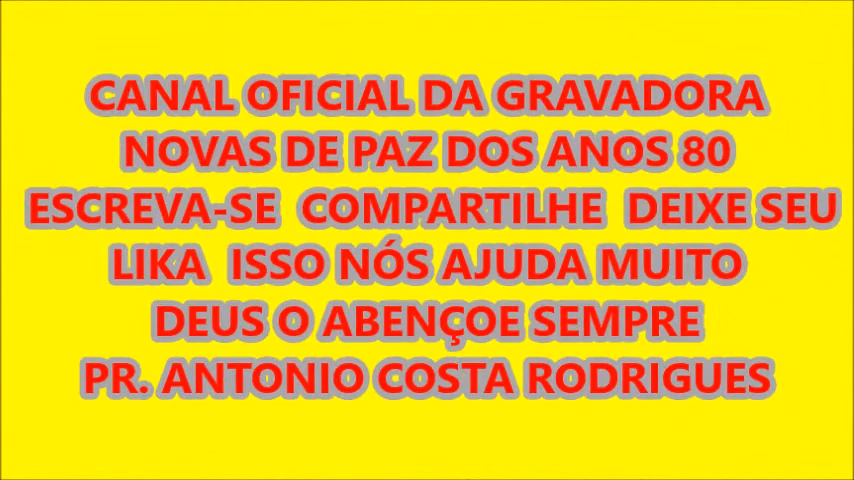 CANAL OFICIAL DA GRAVADORA
NOVAS DE PAZ DOS ANOS 80
ESCREVA-SE COMPARTILHE DEIXE SEU
LIKA ISSO NÓS AJUDA MUITO
DEUS O ABENÇOE SEMPRE
PR. ANTONIO COSTA RODRIGUES